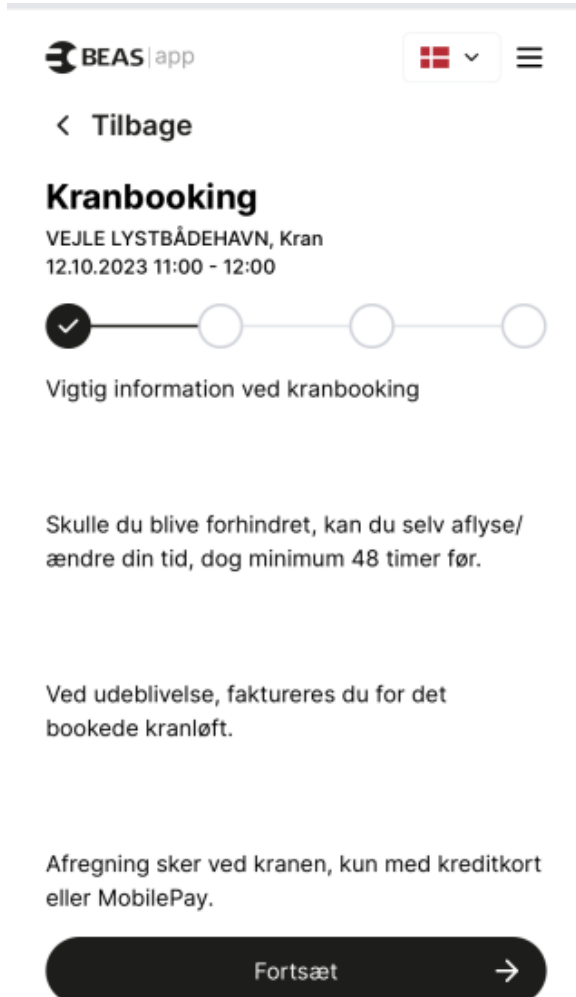 BEAS app
Tilbage
Kranbooking
VEJLE LYSTBÅDEHAVN, Kran
12.10.2023 11:00 - 12:00
Vigtig information ved kranbooking
Skulle du blive forhindret, kan du selv aflyse/
ændre din tid, dog minimum 48 timer før.
Ved udeblivelse, faktureres du for det
bookede kranløft.
Afregning sker ved kranen, kun med kreditkort
eller MobilePay.
Fortsæt